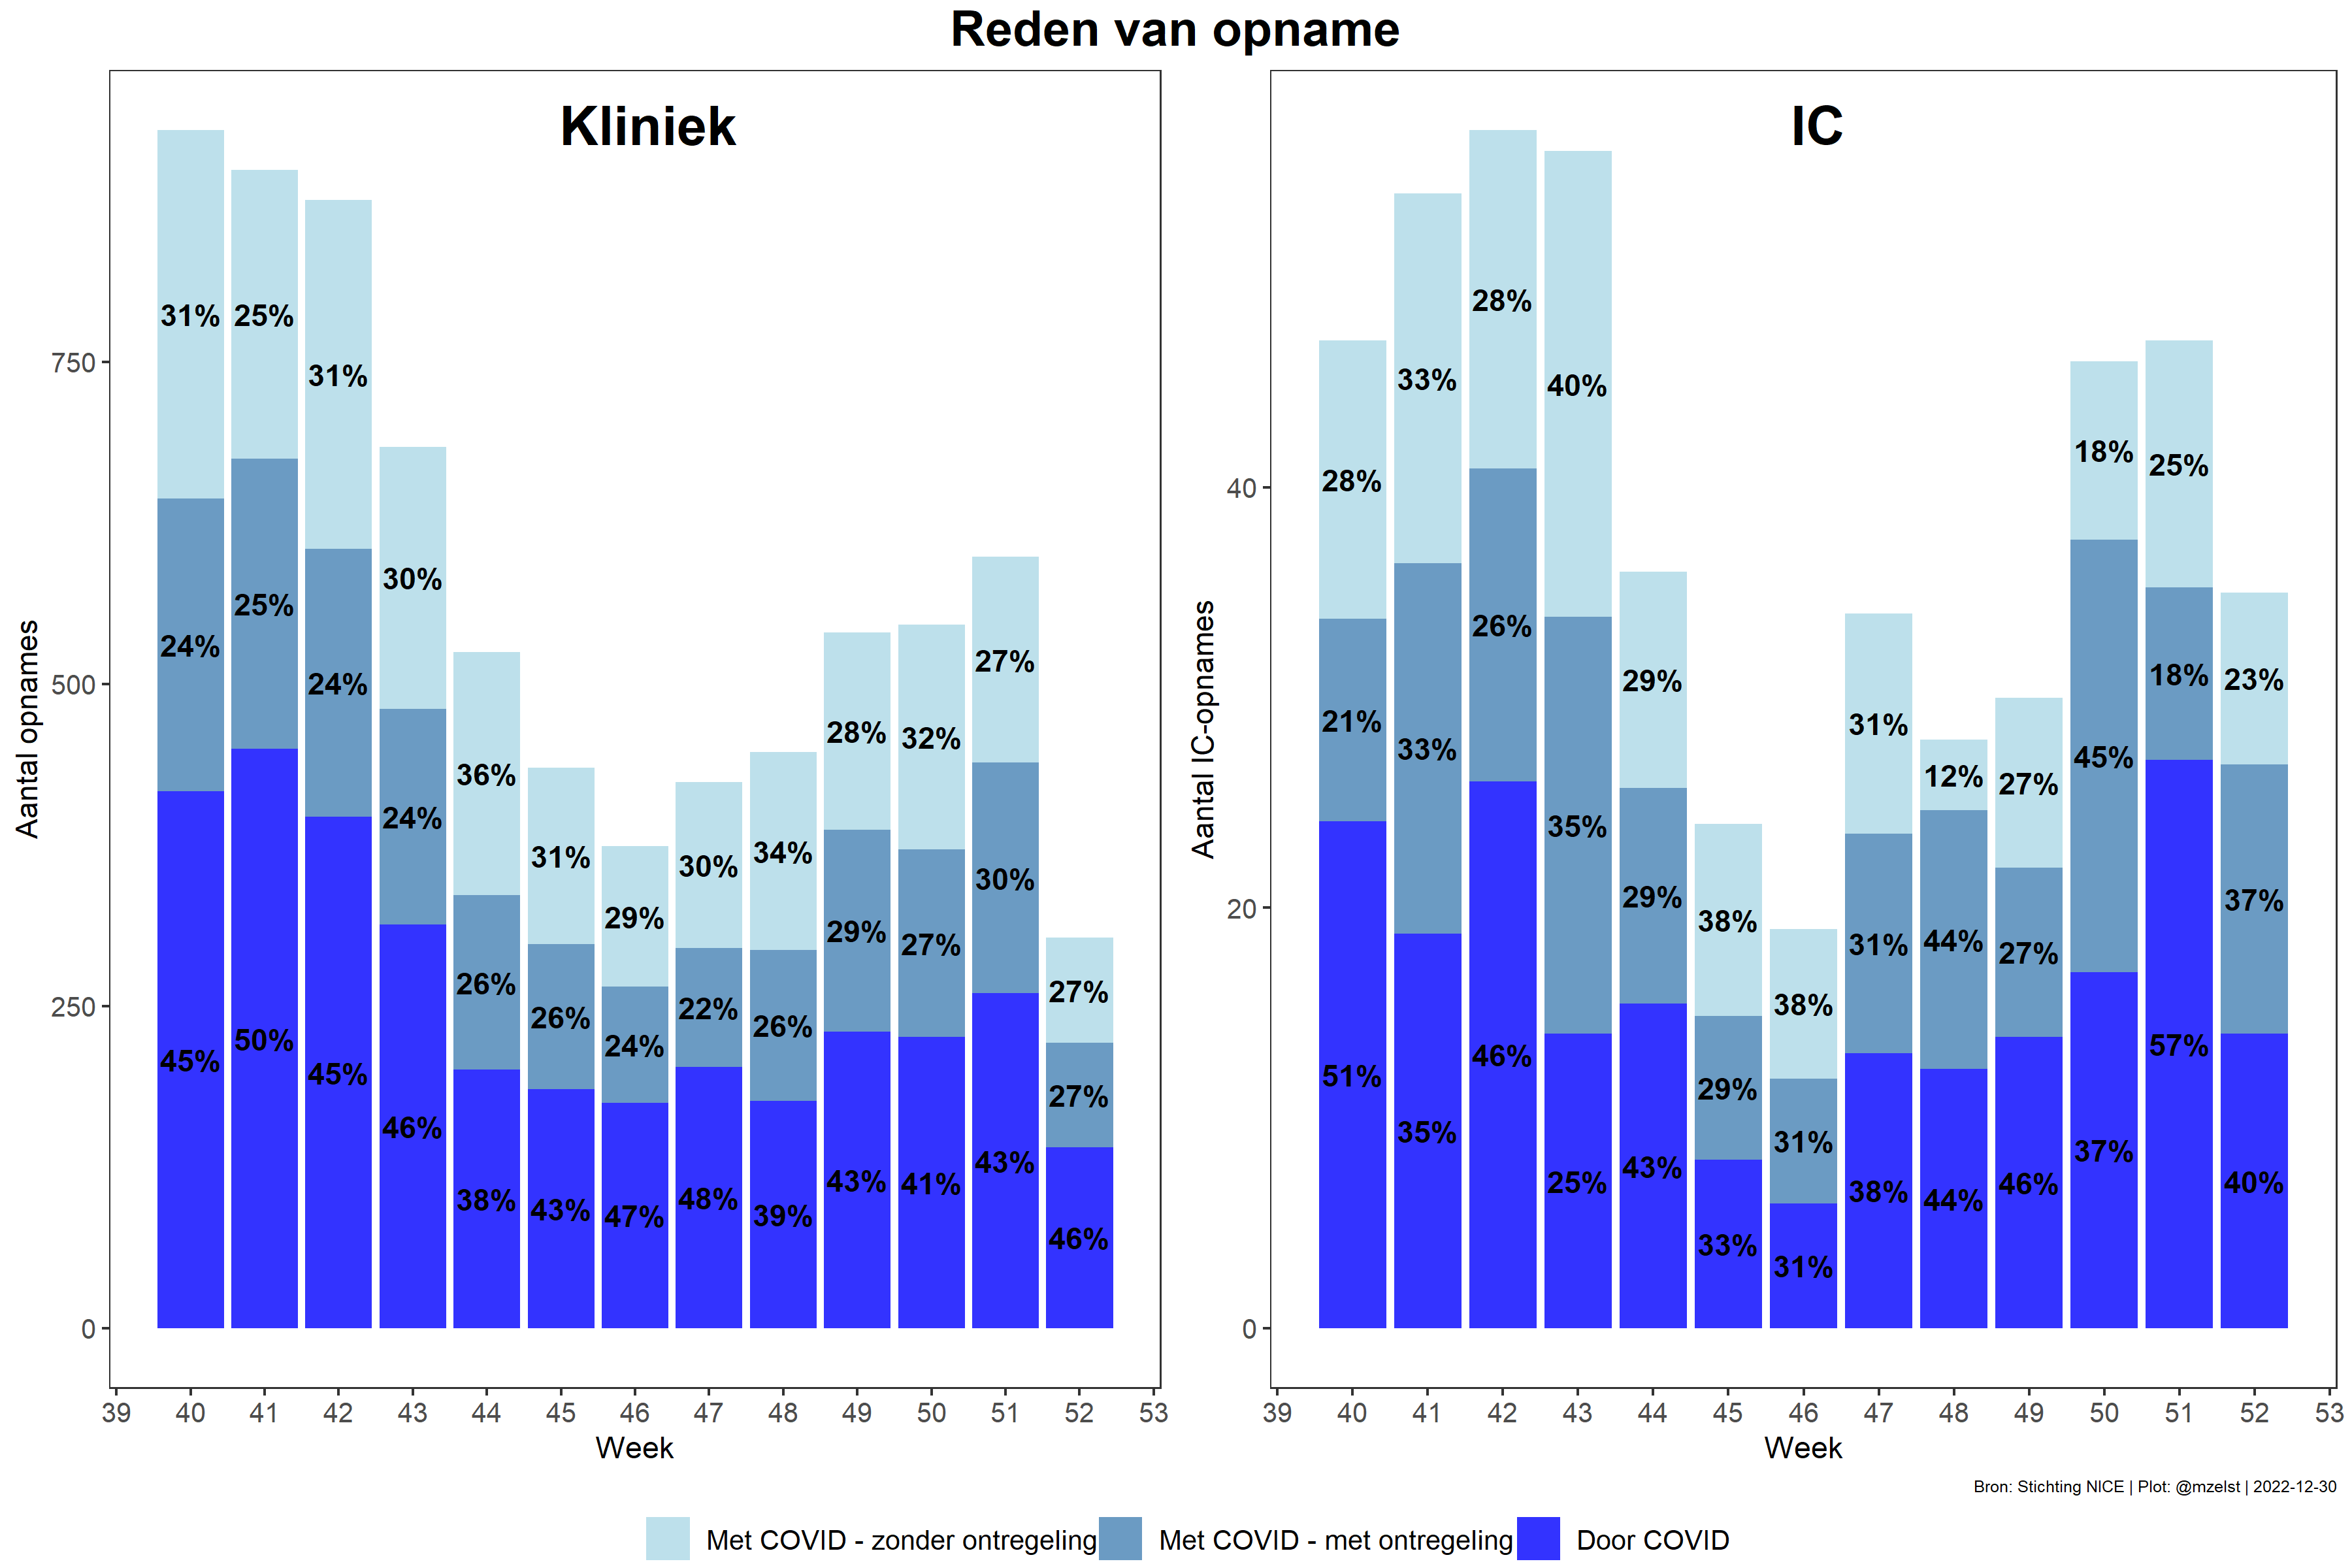 Reden van opname
Kliniek
Aantal opnames
750
500
250
0
31% 25% 31% 30% 36% 31% 29% 30% 34% 28% 32% 27% 27%
24% 25% 24% 24% 26% 26% 24% 22% 26% 29% 27% 30% 27%
45% 50% 45% 46% 38% 43% 47% 48% 39% 43% 41% 43% 46%
39 40 41 42 43 44 45 46 47 48 49 50 51 52 53
Week
IC
Aantal IC-opnames
40
20
0
28% 33% 28% 40% 29% 38% 38% 31% 12% 27% 18% 25% 23%
21% 33% 26% 35% 29% 29% 31% 31% 44% 27% 45% 18% 37%
51% 35% 46% 25% 43% 33% 31% 38% 44% 46% 37% 57% 40%
39 40 41 42 43 44 45 46 47 48 49 50 51 52 53
Week
Bron: Stichting NICE | Plot: @mzelst | 2022-12-30
Met COVID - zonder ontregeling Met COVID - met ontregeling Door COVID